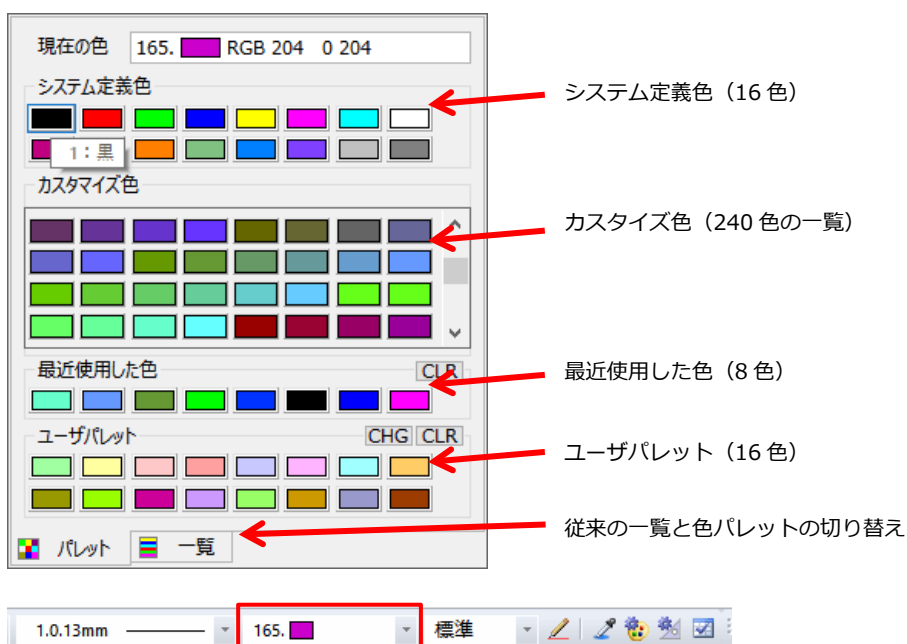 現在の色 165. RGB 204 0 204
システム定義色
システム定義色（16 色）
1：黒
カスタマイズ色
カスタイズ色（240 色の一覧）
最近使用した色 CLR
最近使用した色（8 色）
ユーザパレット CHG CLR
ユーザパレット（16 色）
従来の一覧と色パレットの切り替え
パレット 一覧
1.0.13mm 165. 標準